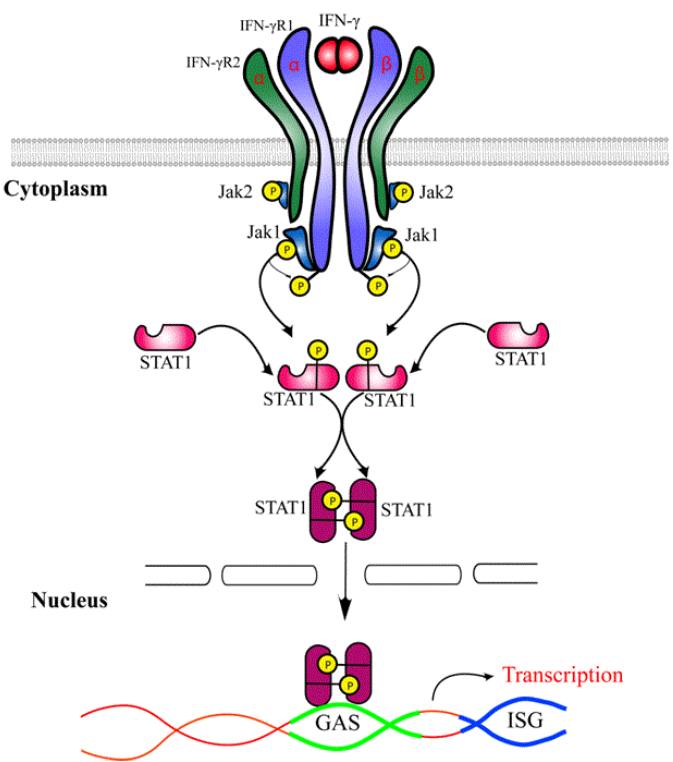 IFN-γR1
IFN-γ
IFN-γR2
α
α
β
β
Cytoplasm
Jak2
P
P
Jak2
Jak1
P
P
Jak1
P
P
P
P
STAT1
STAT1
STAT1
STAT1
STAT1
P
P
STAT1
Nucleus
P
P
Transcription
GAS
ISG